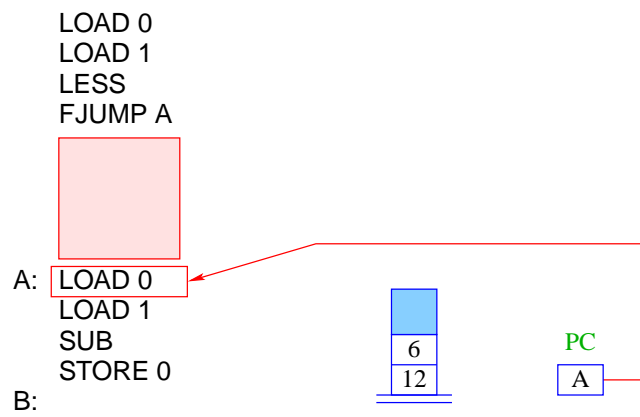 LOAD 0
LOAD 1
LESS
FJUMP A
A: LOAD 0
LOAD 1
SUB
STORE 0
B:
6
12
PC
A